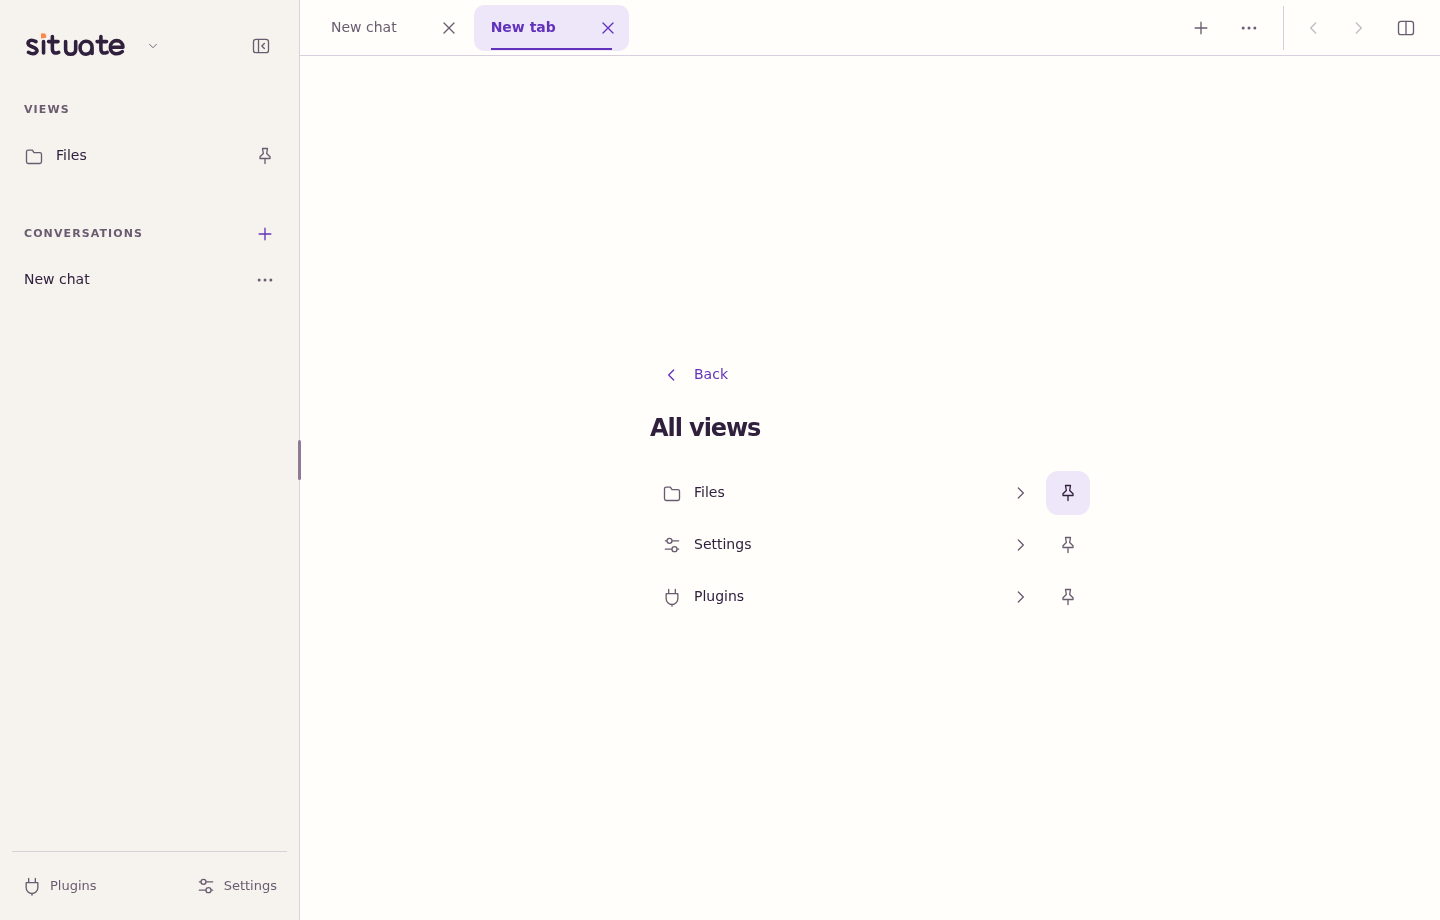 situate
VIEWS
Files
CONVERSATIONS
New chat
Plugins
Settings
New chat
New tab
Back
All views
Files
Settings
Plugins